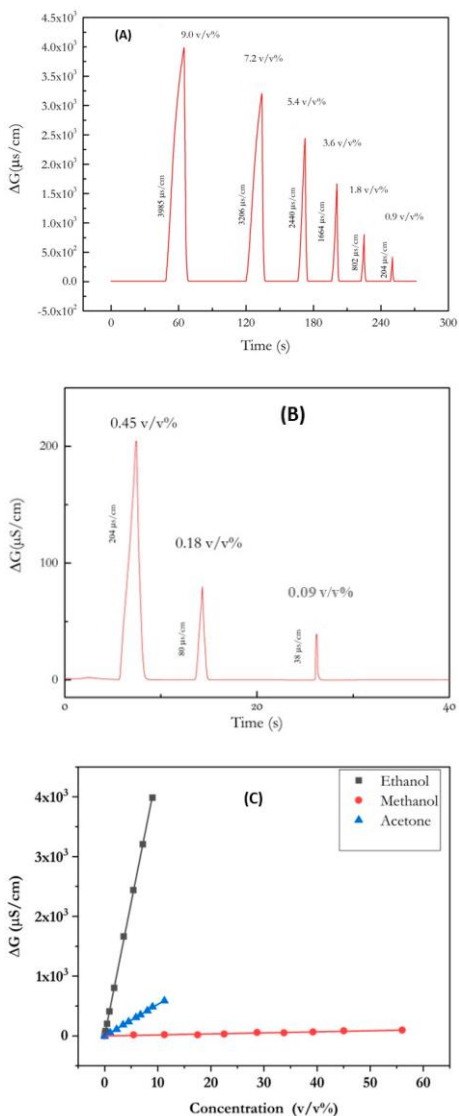 (A)
9.0 v/v%
7.2 v/v%
5.4 v/v%
3.6 v/v%
1.8 v/v%
0.9 v/v%
3985 µs/cm
3206 µs/cm
2440 µs/cm
1664 µs/cm
802 µs/cm
204 µs/cm
4.5x10³
4.0x10³
3.5x10³
3.0x10³
2.5x10³
2.0x10³
1.5x10³
1.0x10³
5.0x10²
0.0
-5.0x10²
ΔG(µs/cm)
0 60 120 180 240 300
Time (s)
(B)
0.45 v/v%
0.18 v/v%
0.09 v/v%
204 µs/cm
80 µs/cm
38 µs/cm
200
100
0
ΔG(µS/cm)
0 20 40
Time (s)
(C)
Ethanol
Methanol
Acetone
4x10³
3x10³
2x10³
1x10³
0
ΔG (µS/cm)
0 10 20 30 40 50 60
Concentration (v/v%)